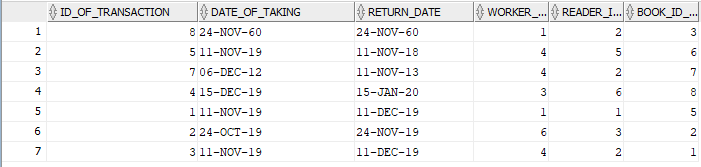 ID_OF_TRANSACTION DATE_OF_TAKING RETURN_DATE WORKER_... READER_I... BOOK_ID_...
1 8 24-NOV-60 24-NOV-60 1 2 3
2 5 11-NOV-19 11-NOV-18 4 5 6
3 7 06-DEC-12 11-NOV-13 4 2 7
4 4 15-DEC-19 15-JAN-20 3 6 8
5 1 11-NOV-19 11-DEC-19 1 1 5
6 2 24-OCT-19 24-NOV-19 6 3 2
7 3 11-NOV-19 11-DEC-19 4 2 1